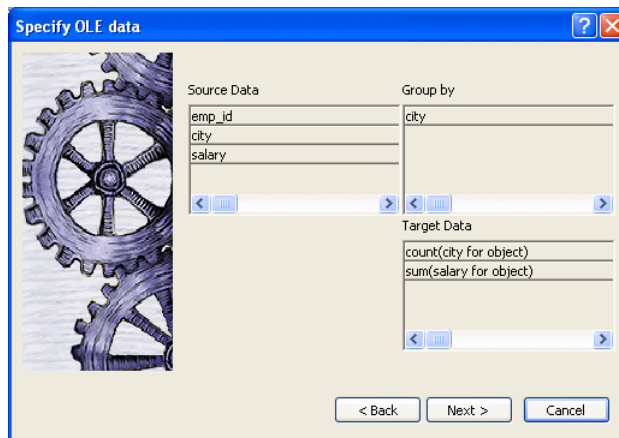 Specify OLE data
Source Data
emp_id
city
salary
Group by
city
Target Data
count(city for object)
sum(salary for object)
< Back
Next >
Cancel